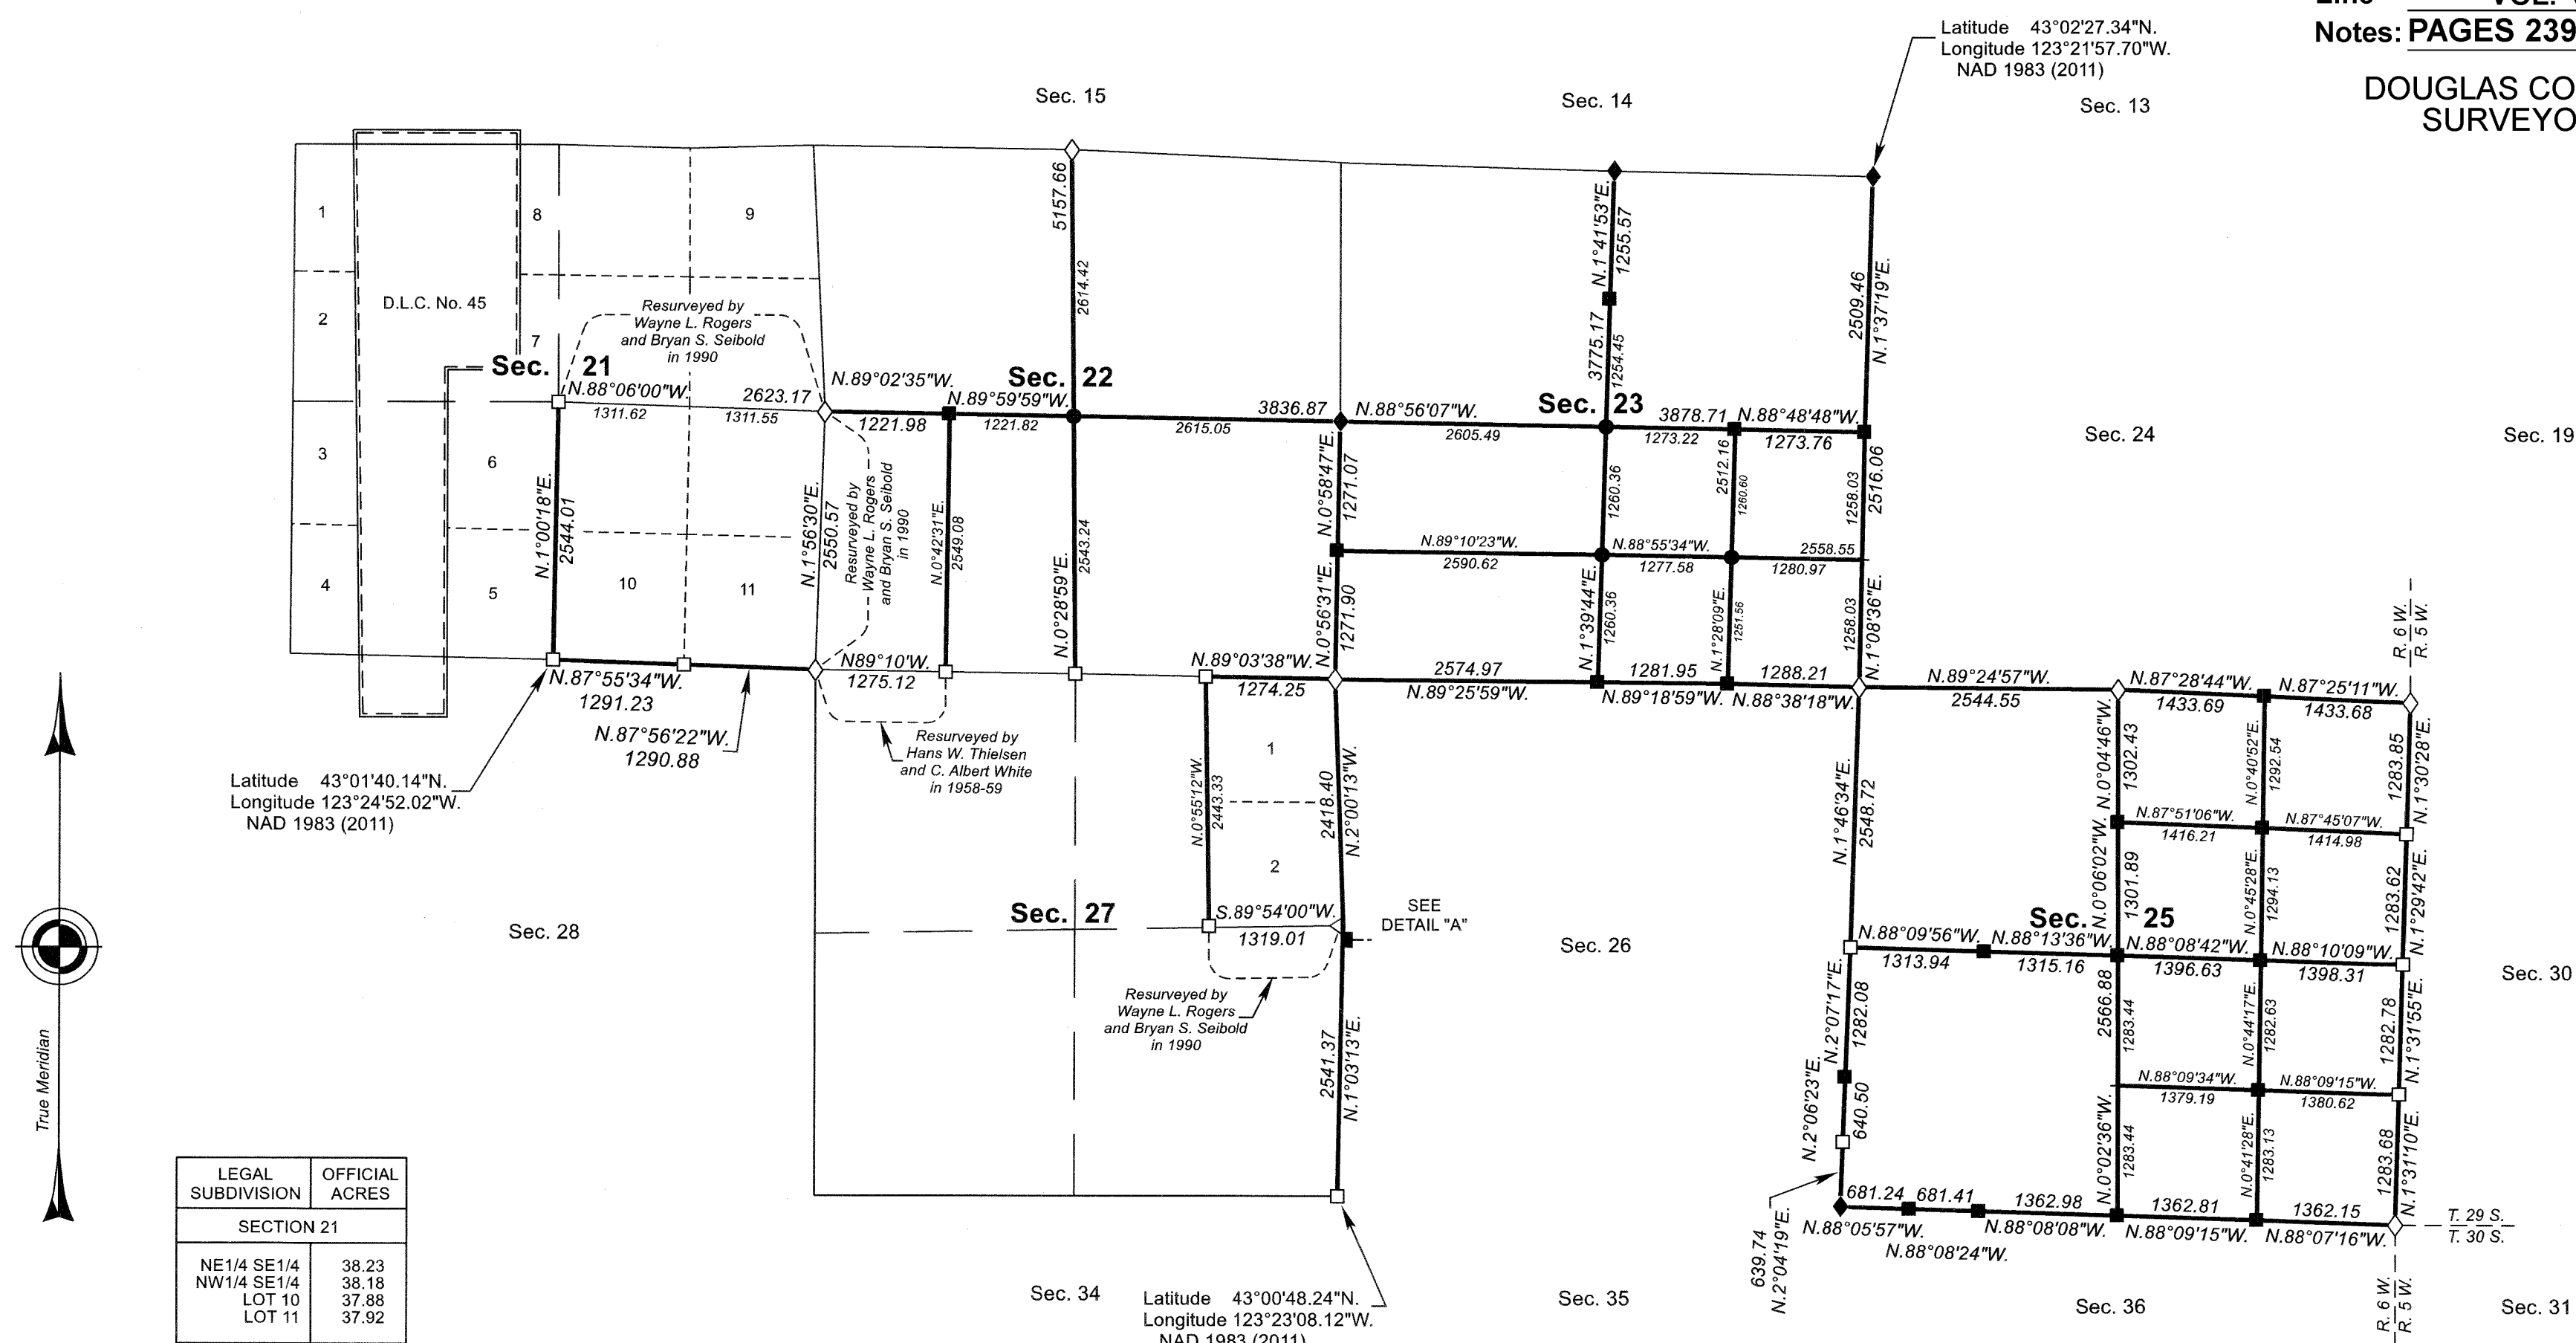 Latitude 43°02'27.34"N.
Longitude 123°21'57.70"W.
NAD 1983 (2011)
Notes: PAGES 239
DOUGLAS CO
SURVEYO
Sec. 15
Sec. 14
Sec. 13
1
8
9
2
D.L.C. No. 45
7
Resurveyed by
Wayne L. Rogers
and Bryan S. Seibold
in 1990
5157.66
2614.42
N.1°41'53"E.
1255.57
3775.17
1254.45
2509.46
N.1°37'19"E.
Sec. 21
N.88°06'00"W.
2623.17
1311.62
1311.55
N.89°02'35"W.
1221.98
Sec. 22
N.89°59'59"W.
1221.82
3836.87
2615.05
N.88°56'07"W.
2605.49
Sec. 23
3878.71
1273.22
N.88°48'48"W.
1273.76
Sec. 24
Sec. 19
3
6
4
5
10
11
N.1°00'18"E.
2544.01
N.1°56'30"E.
2550.57
Resurveyed by
Wayne L. Rogers
and Bryan S. Seibold
in 1990
N.0°42'31"E.
2549.08
N.0°28'59"E.
2543.24
N.0°58'47"E.
1271.07
N.0°56'31"E.
1271.90
1260.36
2512.16
1260.60
1258.03
2516.06
N.89°10'23"W.
2590.62
N.88°55'34"W.
1277.58
2558.55
1280.97
N.1°39'44"E.
1260.36
N.1°28'09"E.
1251.56
1258.03
N.1°08'36"E.
N.87°55'34"W.
1291.23
N.87°56'22"W.
1290.88
Latitude 43°01'40.14"N.
Longitude 123°24'52.02"W.
NAD 1983 (2011)
N89°10'W.
1275.12
Resurveyed by
Hans W. Thielsen
and C. Albert White
in 1958-59
N.89°03'38"W.
1274.25
2574.97
N.89°25'59"W.
1281.95
N.89°18'59"W.
1288.21
N.88°38'18"W.
N.89°24'57"W.
2544.55
N.87°28'44"W.
1433.69
N.87°25'11"W.
1433.68
R. 6 W.
R. 5 W.
1
2
N.0°55'12"W.
2443.33
2418.40
N.2°00'13"W.
N.1°46'34"E.
2548.72
N.0°04'46"W.
1302.43
N.0°40'52"E.
1292.54
1283.85
N.1°30'28"E.
N.87°51'06"W.
1416.21
N.87°45'07"W.
1414.98
N.0°06'02"W.
1301.89
N.0°45'28"E.
1294.13
1283.62
N.1°29'42"E.
Sec. 28
Sec. 27
S.89°54'00"W.
1319.01
SEE
DETAIL "A"
Sec. 26
Sec. 25
Sec. 30
N.88°09'56"W.
1313.94
N.88°13'36"W.
1315.16
N.88°08'42"W.
1396.63
N.88°10'09"W.
1398.31
Resurveyed by
Wayne L. Rogers
and Bryan S. Seibold
in 1990
2541.37
N.1°03'13"E.
N.2°07'17"E.
1282.08
N.2°06'23"E.
640.50
639.74
N.2°04'19"E.
2566.88
1283.44
N.0°44'17"E.
1282.63
1282.78
N.1°31'55"E.
N.88°09'34"W.
1379.19
N.88°09'15"W.
1380.62
N.0°02'36"W.
1283.44
N.0°41'28"E.
1283.13
1283.68
N.1°31'10"E.
681.24
N.88°05'57"W.
681.41
N.88°08'24"W.
1362.98
N.88°08'08"W.
1362.81
N.88°09'15"W.
1362.15
N.88°07'16"W.
T. 29 S.
T. 30 S.
R. 6 W.
R. 5 W.
True Meridian
LEGAL SUBDIVISION
OFFICIAL ACRES
SECTION 21
NE1/4 SE1/4 38.23
NW1/4 SE1/4 38.18
LOT 10 37.88
LOT 11 37.92
Sec. 34
Latitude 43°00'48.24"N.
Longitude 123°23'08.12"W.
NAD 1983 (2011)
Sec. 35
Sec. 36
Sec. 31